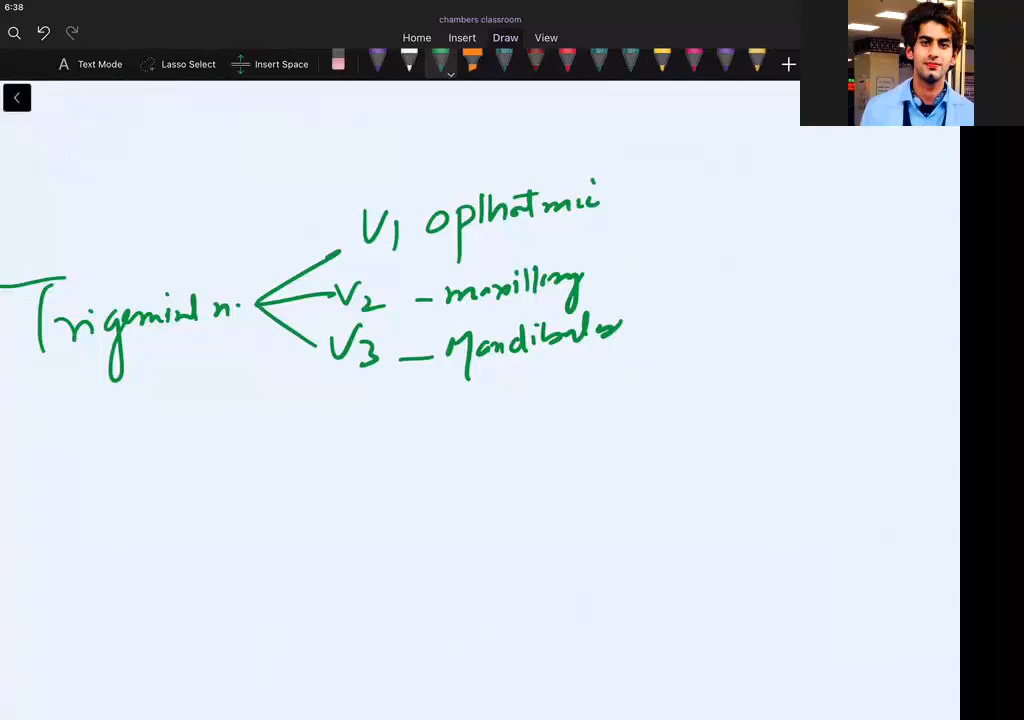 6:38
chambers classroom
Home Insert Draw View
Text Mode Lasso Select Insert Space
V1 oplhatmic
Trigeminal n. V2 - maxillary
V3 - Mandibular